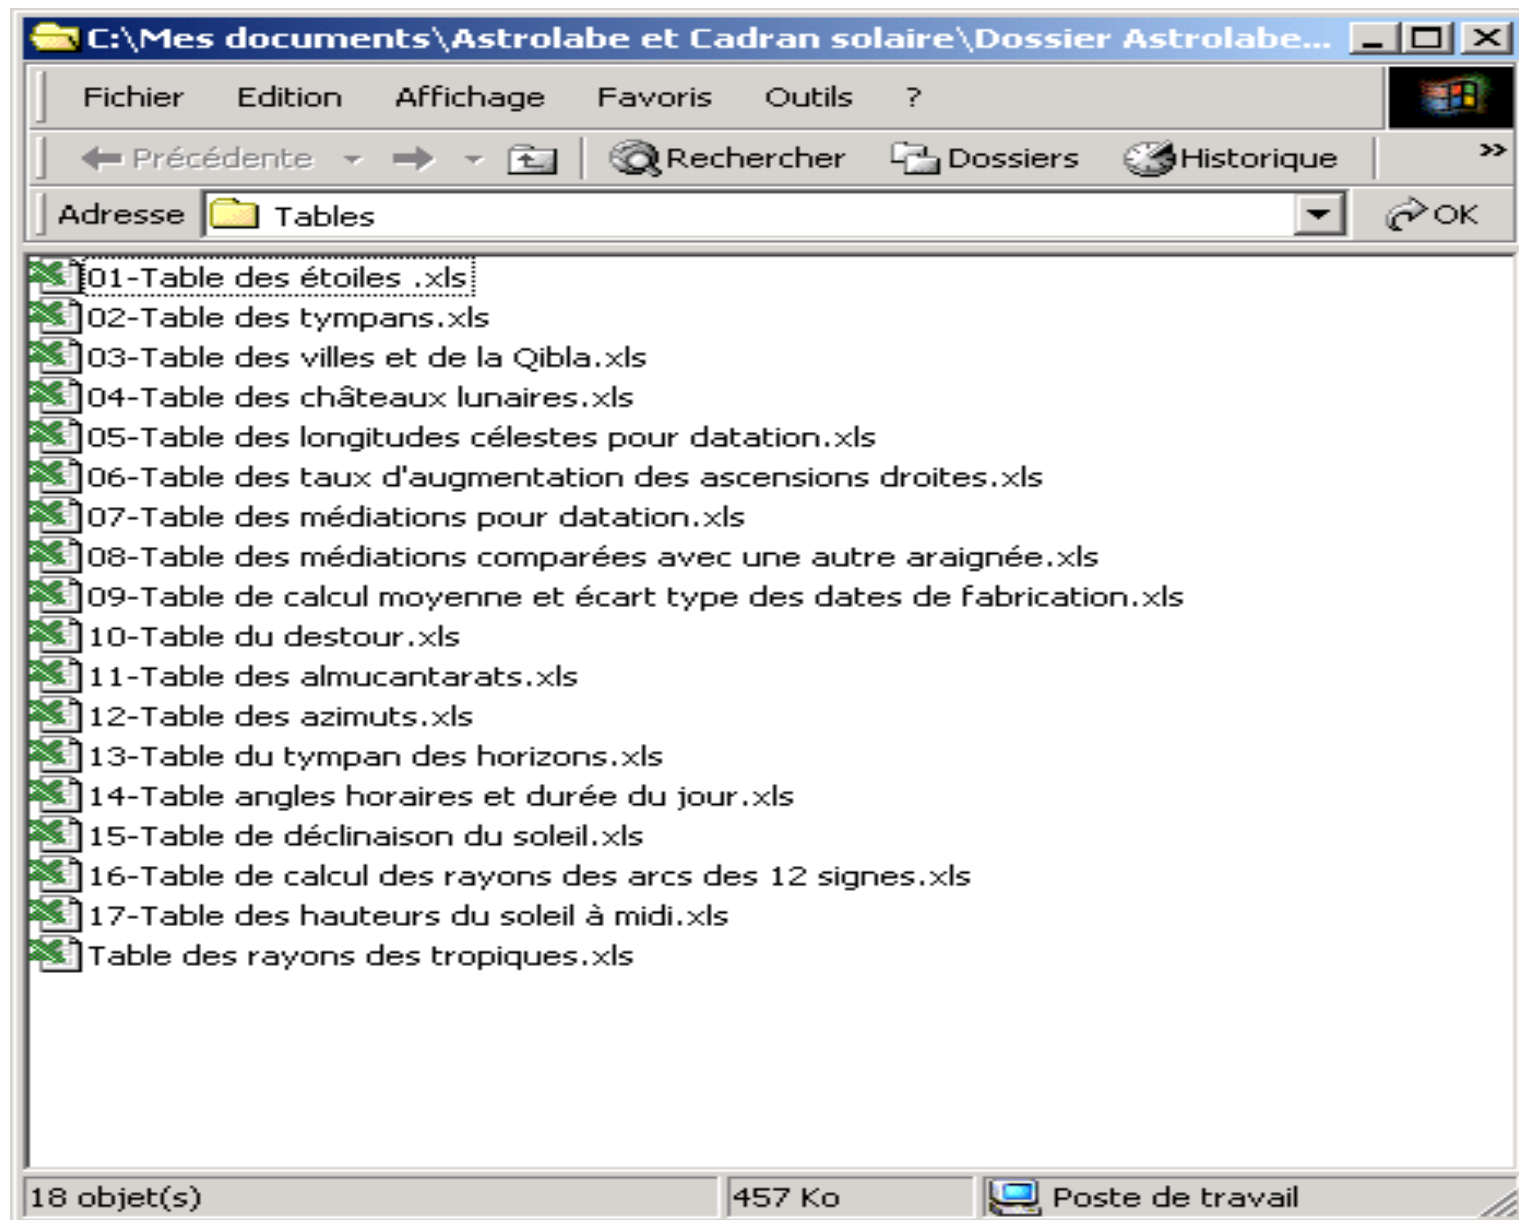 C:\Mes documents\Astrolabe et Cadran solaire\Dossier Astrolabe...
Fichier Edition Affichage Favoris Outils ?
Précédente Rechercher Dossiers Historique »
Adresse Tables OK
01-Table des étoiles .xls
02-Table des tympans.xls
03-Table des villes et de la Qibla.xls
04-Table des châteaux lunaires.xls
05-Table des longitudes célestes pour datation.xls
06-Table des taux d'augmentation des ascensions droites.xls
07-Table des médiations pour datation.xls
08-Table des médiations comparées avec une autre araignée.xls
09-Table de calcul moyenne et écart type des dates de fabrication.xls
10-Table du destour.xls
11-Table des almucantarats.xls
12-Table des azimuts.xls
13-Table du tympan des horizons.xls
14-Table angles horaires et durée du jour.xls
15-Table de déclinaison du soleil.xls
16-Table de calcul des rayons des arcs des 12 signes.xls
17-Table des hauteurs du soleil à midi.xls
Table des rayons des tropiques.xls
18 objet(s) 457 Ko Poste de travail